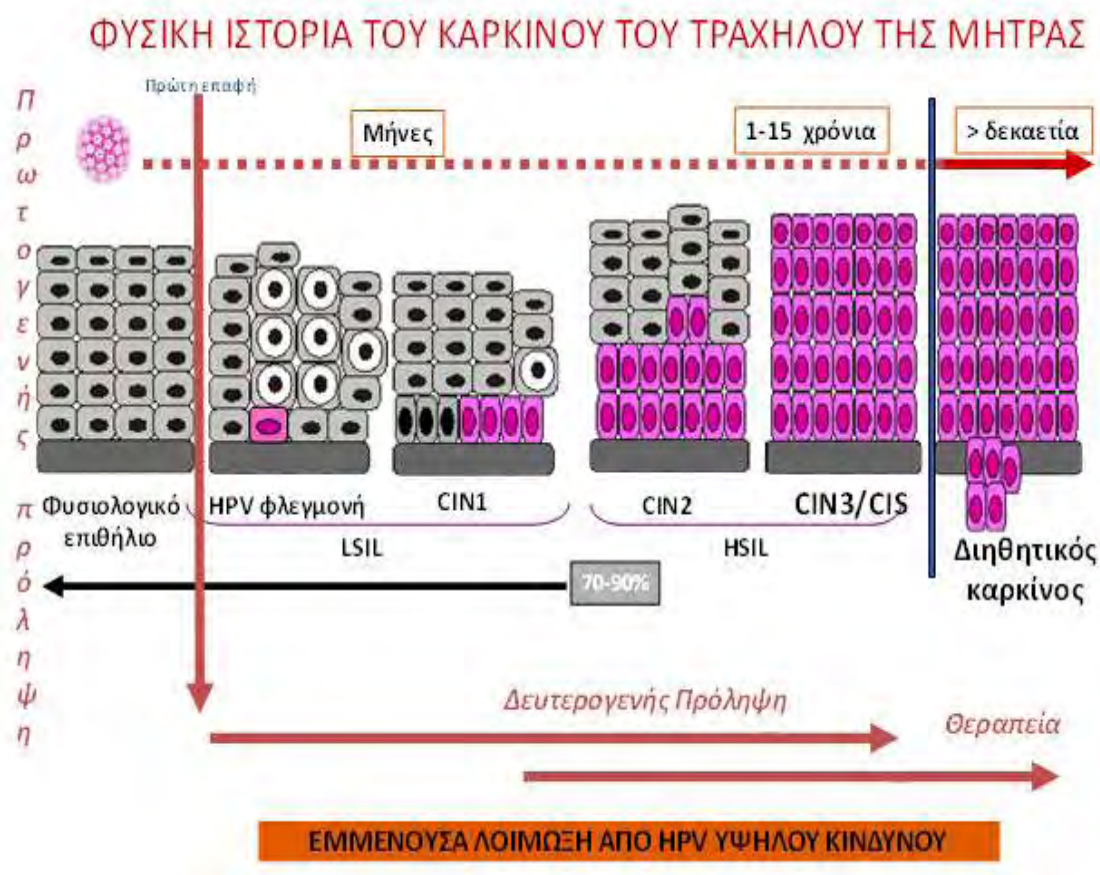 ΦΥΣΙΚΗ ΙΣΤΟΡΙΑ ΤΟΥ ΚΑΡΚΙΝΟΥ ΤΟΥ ΤΡΑΧΗΛΟΥ ΤΗΣ ΜΗΤΡΑΣ
Πρωτογενής πρόληψη
Πρώτη επαφή
Μήνες
1-15 χρόνια
> δεκαετία
Φυσιολογικό
επιθήλιο
HPV φλεγμονή
CIN1
LSIL
CIN2
CIN3/CIS
HSIL
Διηθητικός
καρκίνος
70-90%
Δευτερογενής Πρόληψη
Θεραπεία
ΕΜΜΕΝΟΥΣΑ ΛΟΙΜΩΞΗ ΑΠΟ HPV ΥΨΗΛΟΥ ΚΙΝΔΥΝΟΥ